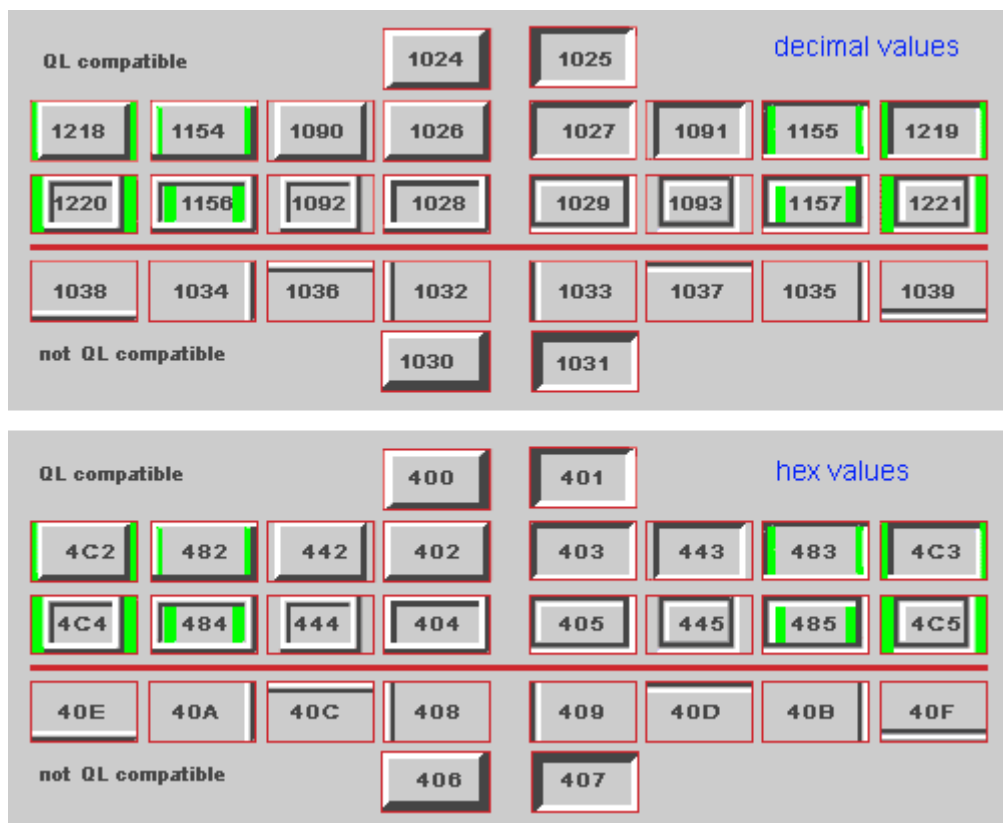 QL compatible 1024 1025 decimal values
1218 1154 1090 1026 1027 1091 1155 1219
1220 1156 1092 1028 1029 1093 1157 1221
1038 1034 1036 1032 1033 1037 1035 1039
not QL compatible 1030 1031
QL compatible 400 401 hex values
4C2 482 442 402 403 443 483 4C3
4C4 484 444 404 405 445 485 4C5
40E 40A 40C 408 409 40D 40B 40F
not QL compatible 406 407